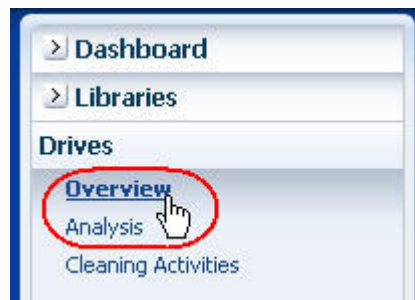 Dashboard
Libraries
Drives
Overview
Analysis
Cleaning Activities